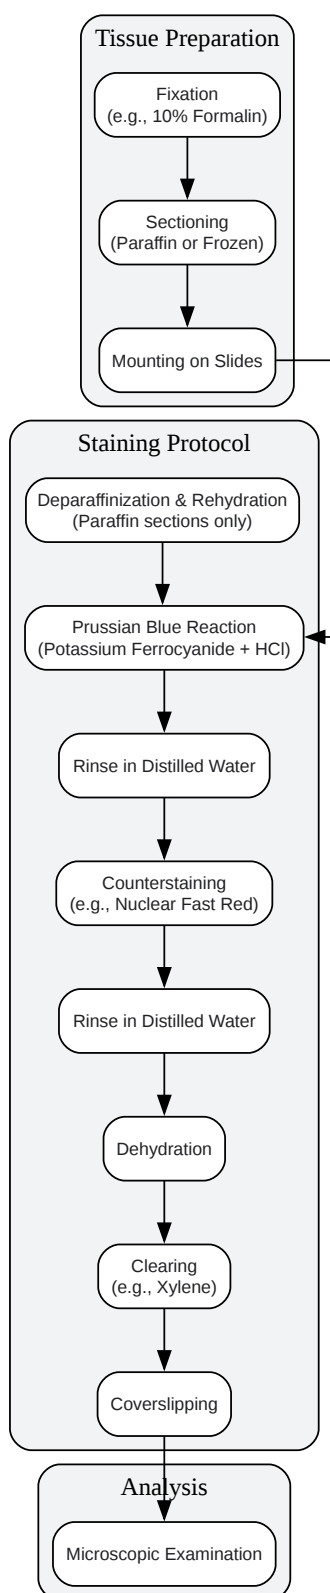 Tissue Preparation
Fixation
(e.g., 10% Formalin)
Sectioning
(Paraffin or Frozen)
Mounting on Slides
Staining Protocol
Deparaffinization & Rehydration
(Paraffin sections only)
Prussian Blue Reaction
(Potassium Ferrocyanide + HCl)
Rinse in Distilled Water
Counterstaining
(e.g., Nuclear Fast Red)
Rinse in Distilled Water
Dehydration
Clearing
(e.g., Xylene)
Coverslipping
Analysis
Microscopic Examination